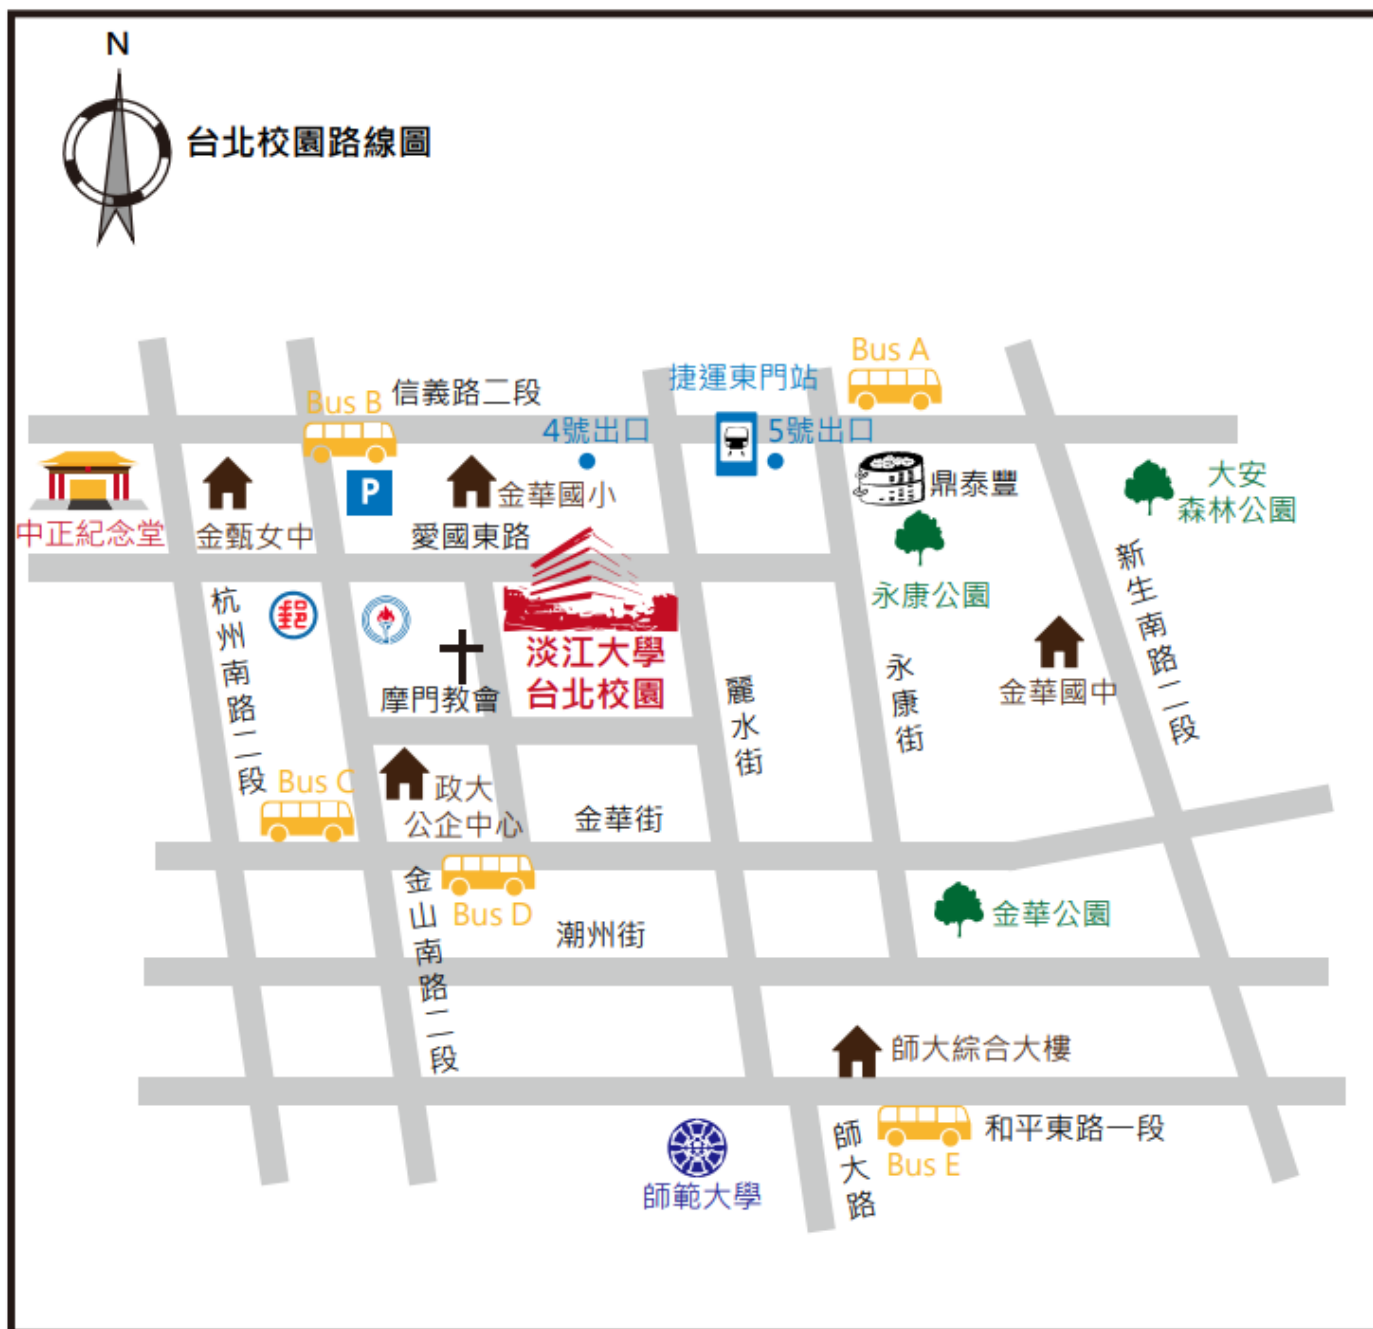 N
台北校園路線圖
Bus A
捷運東門站
信義路二段
Bus B
4號出口
5號出口
P
金華國小
鼎泰豐
大安
森林公園
中正紀念堂
金甄女中
愛國東路
永康公園
新生南路二段
杭州南路二段
郵
淡江大學
台北校園
摩門教會
麗水街
永康街
金華國中
Bus C
政大
公企中心
金華街
金山南路二段
Bus D
潮州街
金華公園
師大綜合大樓
和平東路一段
師大路
Bus E
師範大學